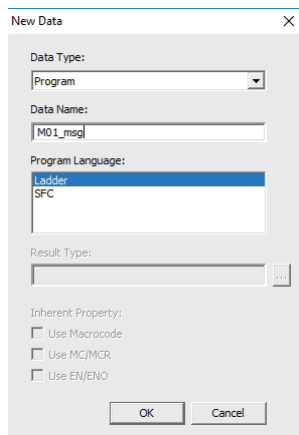 New Data
Data Type:
Program
Data Name:
M01_msg
Program Language:
Ladder
SFC
Result Type:
...
Inherent Property:
Use Macrocode
Use MC/MCR
Use EN/ENO
OK Cancel